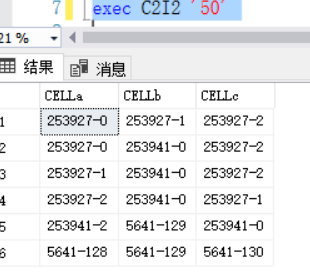 7 exec C2I2 '50'
21 %
结果 消息
CELLa CELLb CELLc
1 253927-0 253927-1 253927-2
2 253927-0 253941-0 253927-2
3 253927-1 253941-0 253927-2
4 253927-2 253941-0 253927-1
5 253941-2 5641-129 253941-0
6 5641-128 5641-129 5641-130